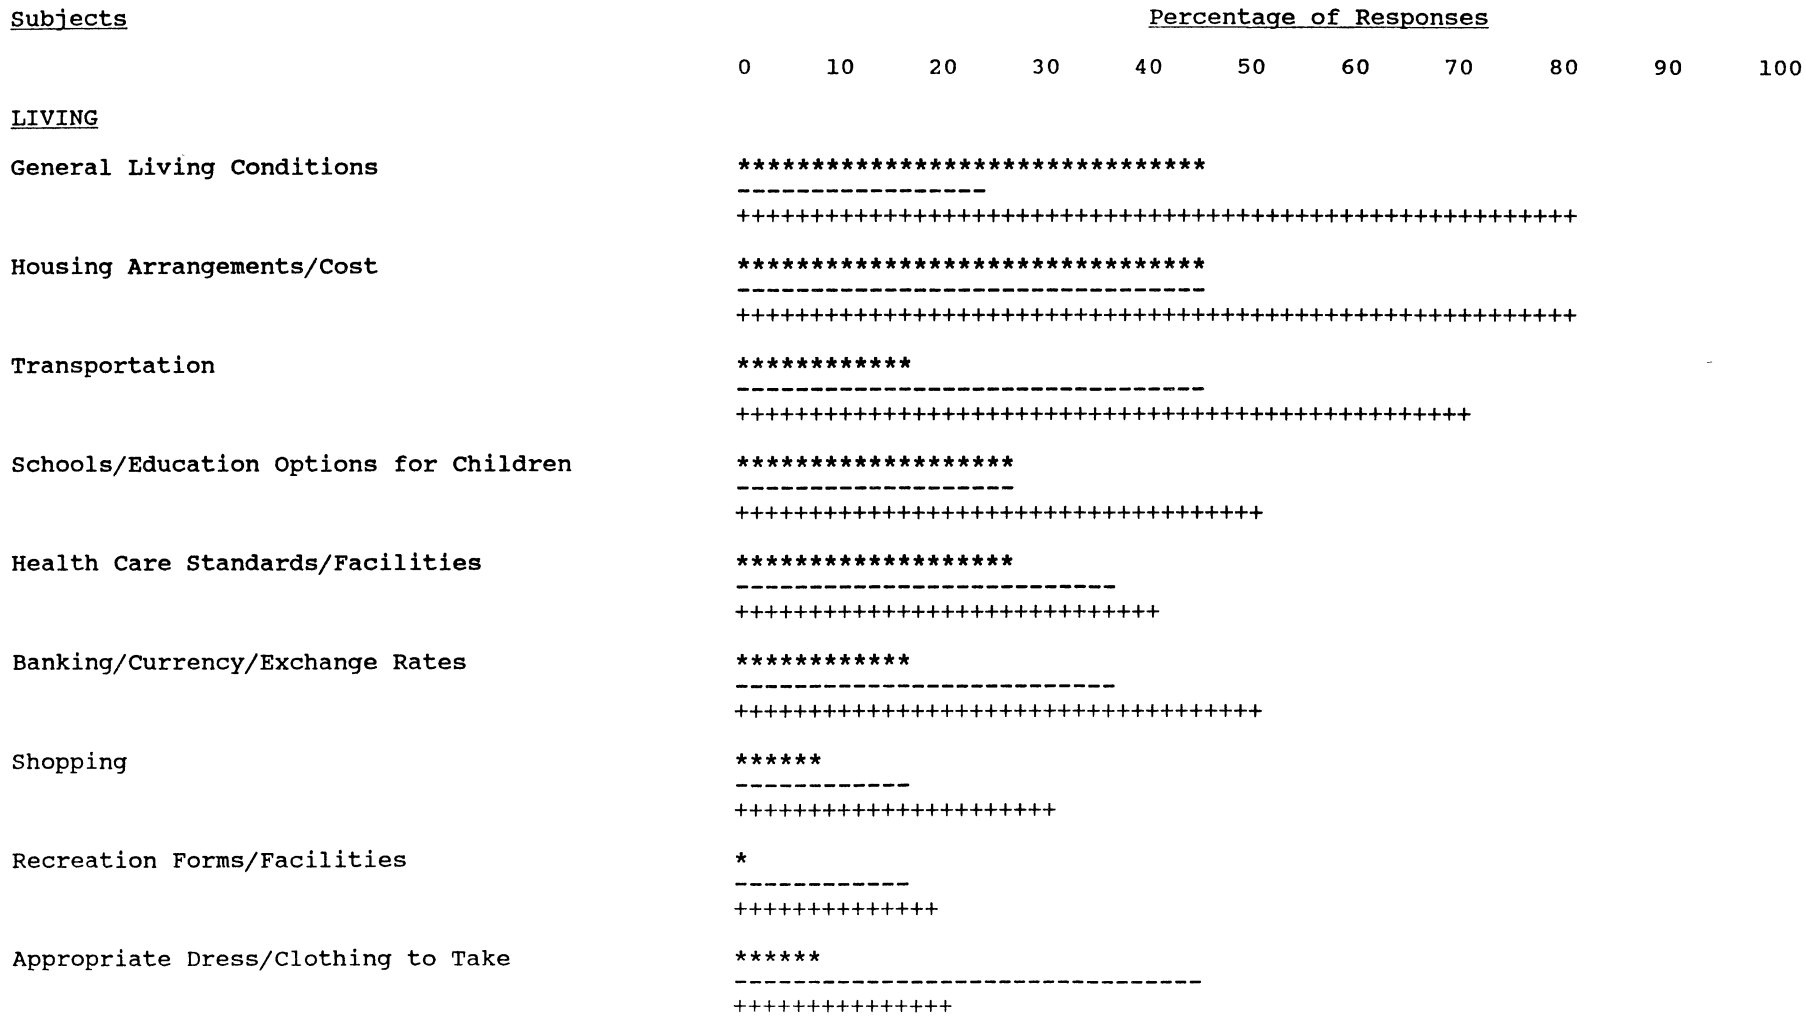 Subjects Percentage of Responses
0 10 20 30 40 50 60 70 80 90 100
LIVING
General Living Conditions ********************************
-----------------
+++++++++++++++++++++++++++++++++++++++++++++++++++++++++
Housing Arrangements/Cost ********************************
--------------------------------
+++++++++++++++++++++++++++++++++++++++++++++++++++++++++
Transportation ************
--------------------------------
++++++++++++++++++++++++++++++++++++++++++++++++++
Schools/Education Options for Children *******************
-------------------
++++++++++++++++++++++++++++++++++++
Health Care Standards/Facilities *******************
--------------------------
+++++++++++++++++++++++++++++
Banking/Currency/Exchange Rates ************
--------------------------
++++++++++++++++++++++++++++++++++++
Shopping ******
------------
++++++++++++++++++++++
Recreation Forms/Facilities *
------------
++++++++++++++
Appropriate Dress/Clothing to Take ******
--------------------------------
+++++++++++++++